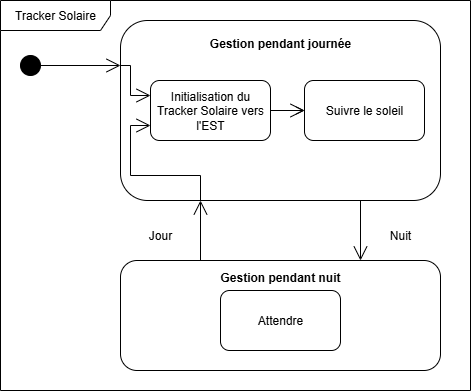 Tracker Solaire
Gestion pendant journée
Initialisation du
Tracker Solaire vers
l'EST
Suivre le soleil
Jour
Nuit
Gestion pendant nuit
Attendre